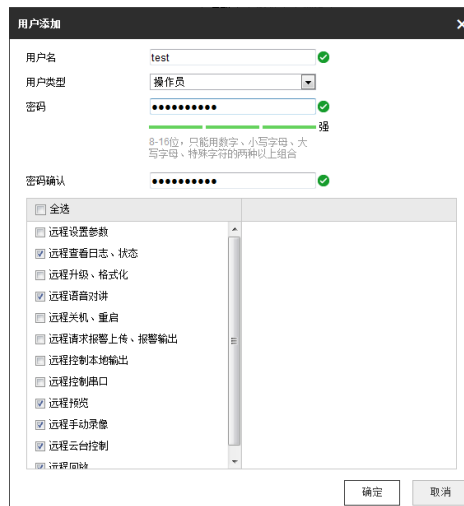 用户添加
用户名 test
用户类型 操作员
密码 ●●●●●●●●●●
强
8-16位，只能用数字、小写字母、大
写字母、特殊字符的两种以上组合
密码确认 ●●●●●●●●●●
全选
远程设置参数
远程查看日志、状态
远程升级、格式化
远程语音对讲
远程关机、重启
远程请求报警上传、报警输出
远程控制本地输出
远程控制串口
远程预览
远程手动录像
远程云台控制
远程回放
确定 取消